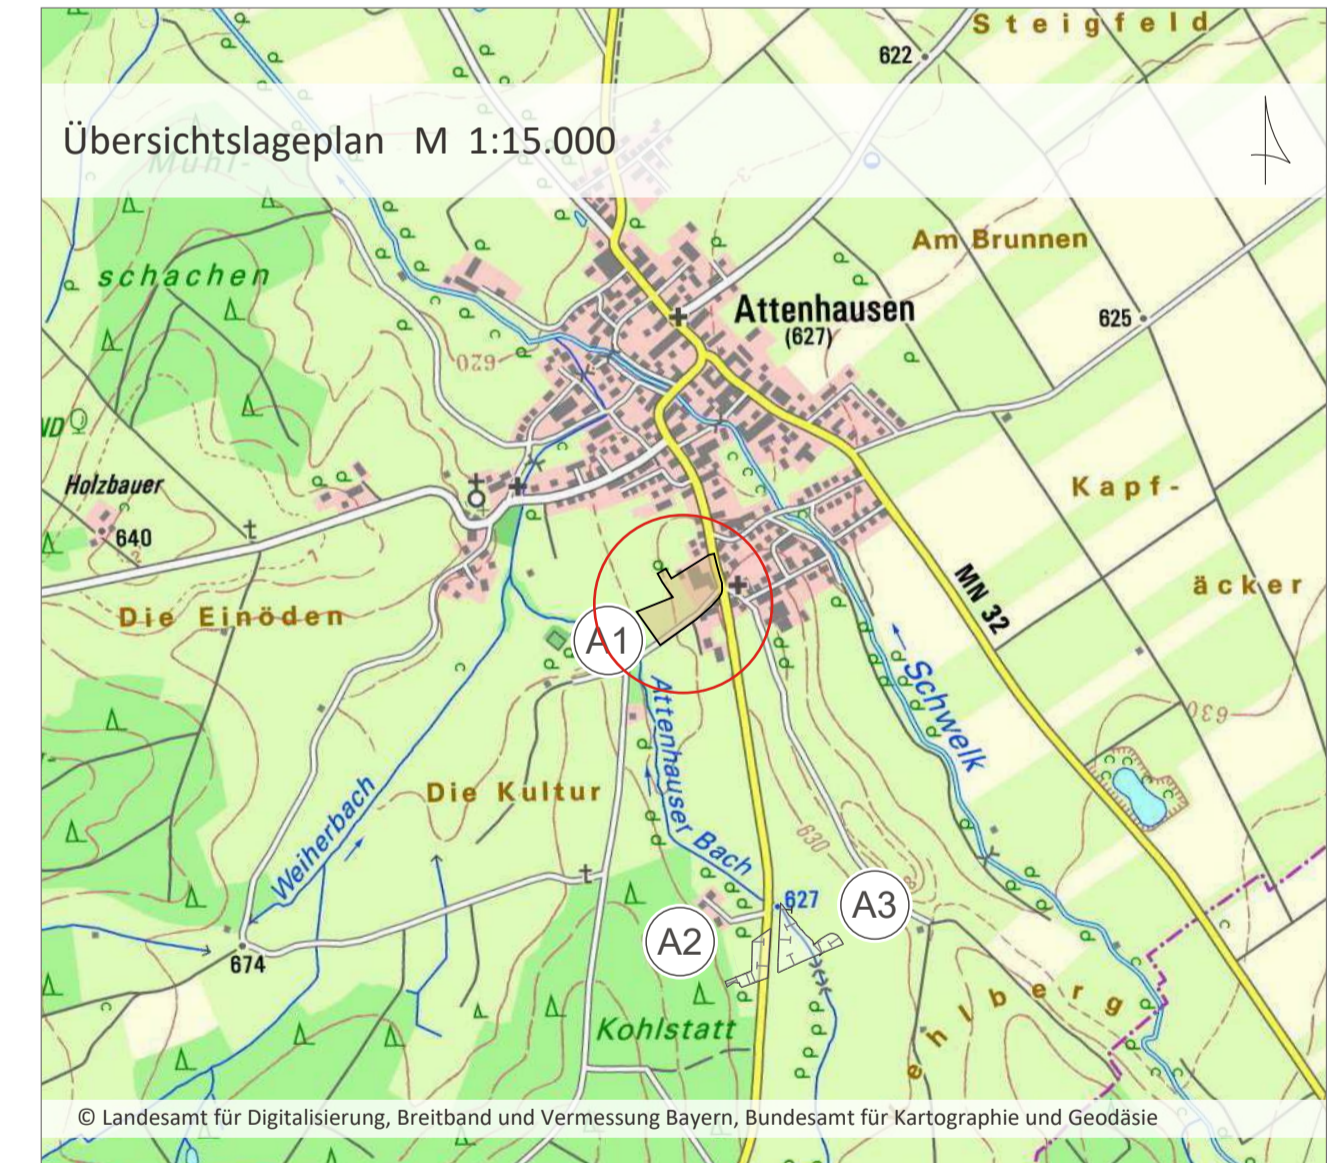 Steigfeld
622
Übersichtslageplan M 1:15.000
Mühl-
schachen
Am Brunnen
Attenhausen
(627)
625
620
ND
Holzbauer
640
Kapf-
äcker
MN 32
Die Einöden
A1
Schwelk
Attenhauser Bach
630
Die Kultur
Weiherbach
630
627
A3
A2
674
Kohlstatt
ehlberg
© Landesamt für Digitalisierung, Breitband und Vermessung Bayern, Bundesamt für Kartographie und Geodäsie